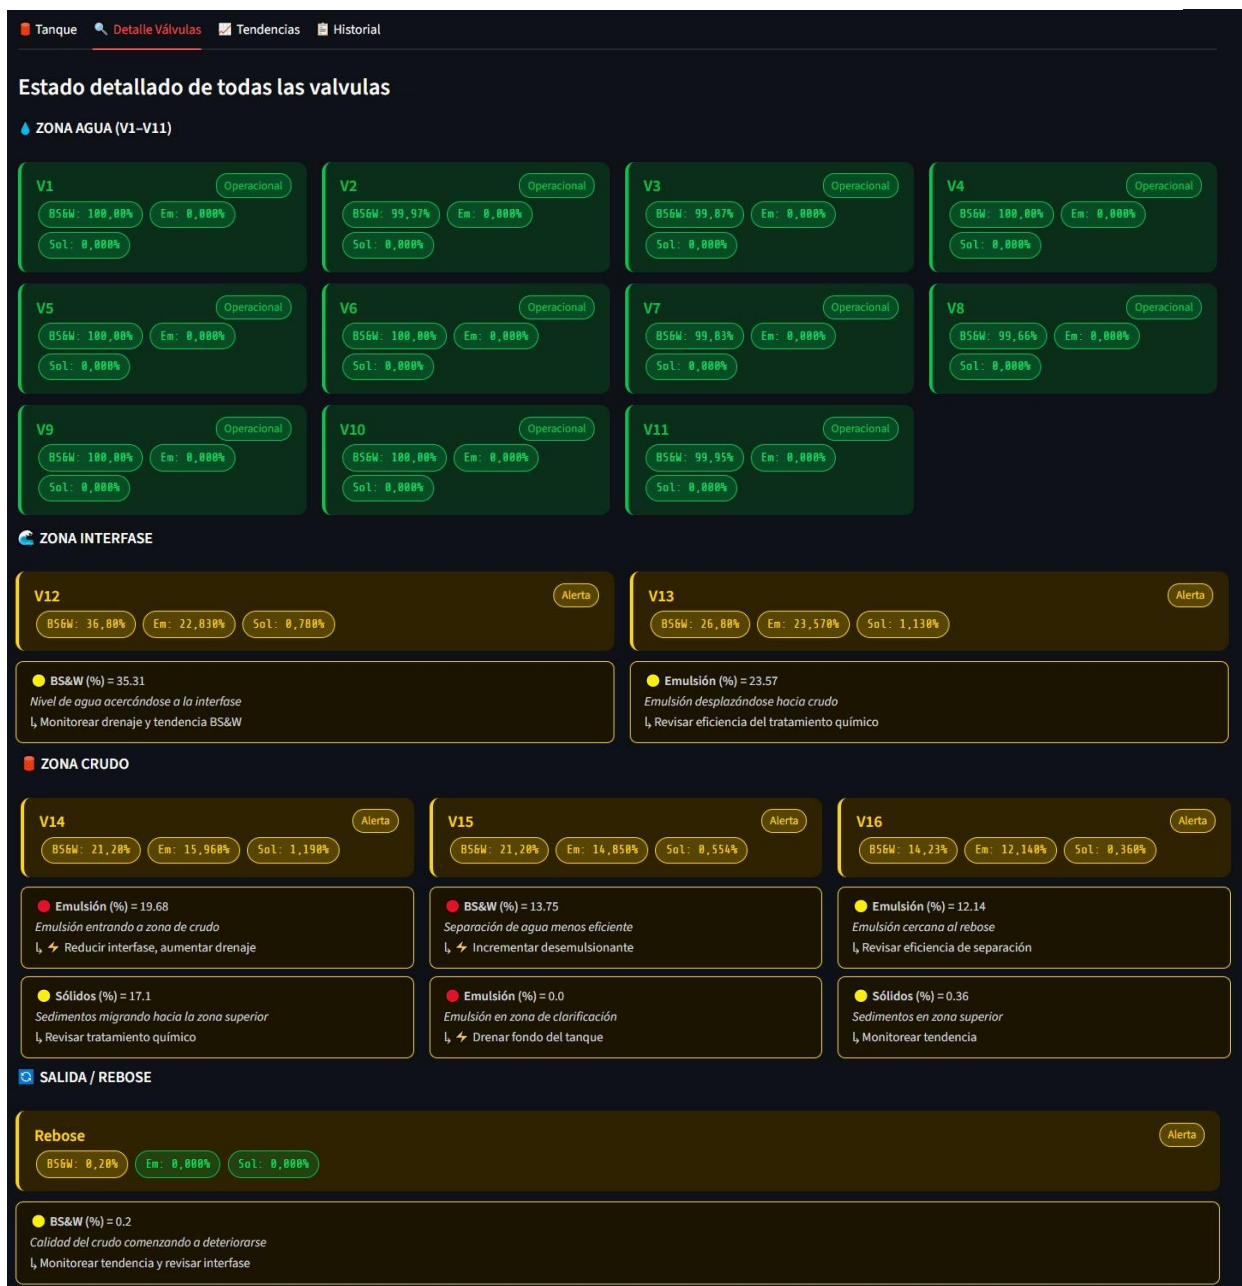 Tanque Detalle Válvulas Tendencias Historial
Estado detallado de todas las valvulas
ZONA AGUA (V1–V11)
V1 Operacional
BS&W: 100,00% Em: 0,000%
Sol: 0,000%
V2 Operacional
BS&W: 99,97% Em: 0,000%
Sol: 0,000%
V3 Operacional
BS&W: 99,87% Em: 0,000%
Sol: 0,000%
V4 Operacional
BS&W: 100,00% Em: 0,000%
Sol: 0,000%
V5 Operacional
BS&W: 100,00% Em: 0,000%
Sol: 0,000%
V6 Operacional
BS&W: 100,00% Em: 0,000%
Sol: 0,000%
V7 Operacional
BS&W: 99,83% Em: 0,000%
Sol: 0,000%
V8 Operacional
BS&W: 99,66% Em: 0,000%
Sol: 0,000%
V9 Operacional
BS&W: 100,00% Em: 0,000%
Sol: 0,000%
V10 Operacional
BS&W: 100,00% Em: 0,000%
Sol: 0,000%
V11 Operacional
BS&W: 99,95% Em: 0,000%
Sol: 0,000%
ZONA INTERFASE
V12 Alerta
BS&W: 36,80% Em: 22,830% Sol: 0,780%
BS&W (%) = 35.31
Nivel de agua acercándose a la interfase
↳ Monitorear drenaje y tendencia BS&W
V13 Alerta
BS&W: 26,80% Em: 23,570% Sol: 1,130%
Emulsión (%) = 23.57
Emulsión desplazándose hacia crudo
↳ Revisar eficiencia del tratamiento químico
ZONA CRUDO
V14 Alerta
BS&W: 21,20% Em: 15,960% Sol: 1,190%
Emulsión (%) = 19.68
Emulsión entrando a zona de crudo
↳ ⚡ Reducir interfase, aumentar drenaje
Sólidos (%) = 17.1
Sedimentos migrando hacia la zona superior
↳ Revisar tratamiento químico
V15 Alerta
BS&W: 21,20% Em: 14,850% Sol: 0,554%
BS&W (%) = 13.75
Separación de agua menos eficiente
↳ ⚡ Incrementar desemulsionante
Emulsión (%) = 0.0
Emulsión en zona de clarificación
↳ ⚡ Drenar fondo del tanque
V16 Alerta
BS&W: 14,23% Em: 12,140% Sol: 0,360%
Emulsión (%) = 12.14
Emulsión cercana al rebose
↳ Revisar eficiencia de separación
Sólidos (%) = 0.36
Sedimentos en zona superior
↳ Monitorear tendencia
SALIDA / REBOSE
Rebose Alerta
BS&W: 0,20% Em: 0,000% Sol: 0,000%
BS&W (%) = 0.2
Calidad del crudo comenzando a deteriorarse
↳ Monitorear tendencia y revisar interfase